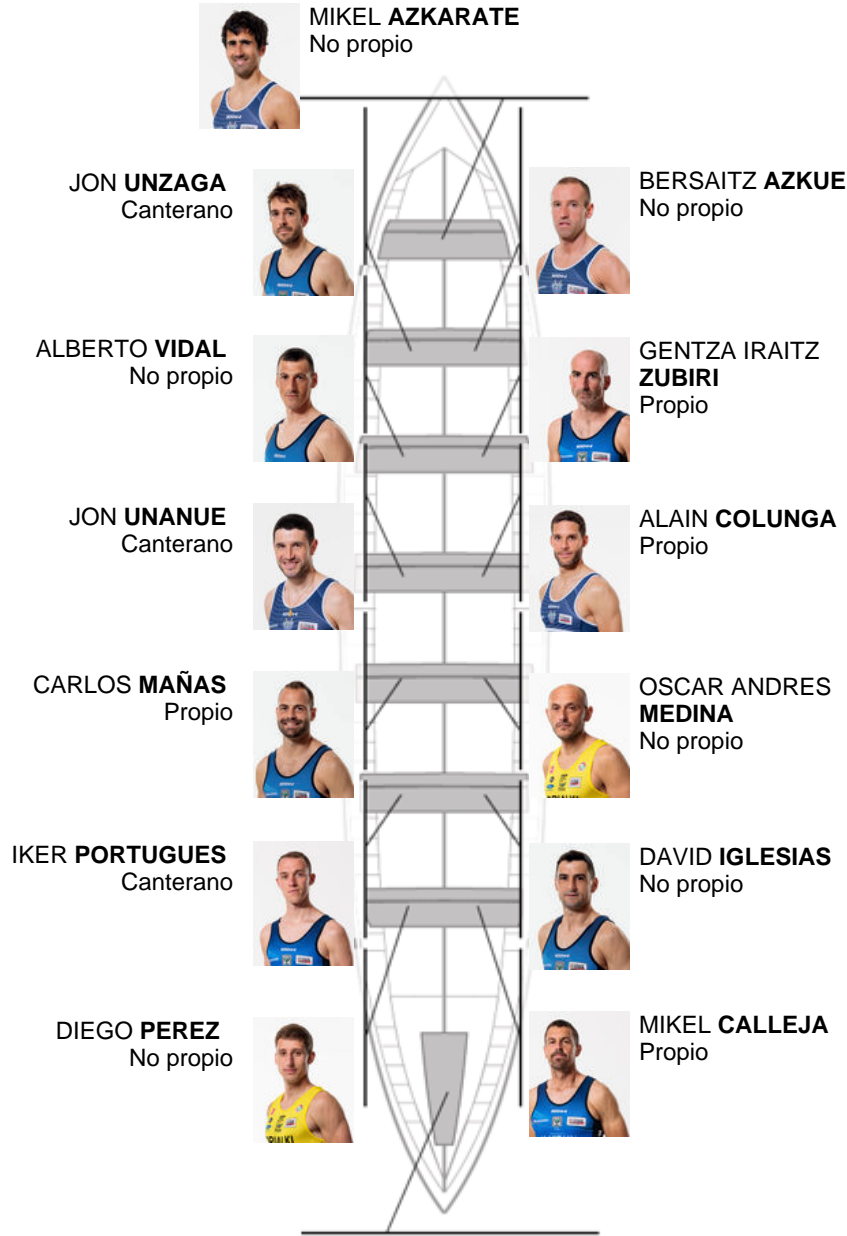 MIKEL AZKARATE
No propio
JON UNZAGA
Canterano
BERSAITZ AZKUE
No propio
ALBERTO VIDAL
No propio
GENTZA IRAITZ
ZUBIRI
Propio
JON UNANUE
Canterano
ALAIN COLUNGA
Propio
CARLOS MAÑAS
Propio
OSCAR ANDRES
MEDINA
No propio
IKER PORTUGUES
Canterano
DAVID IGLESIAS
No propio
DIEGO PEREZ
No propio
MIKEL CALLEJA
Propio